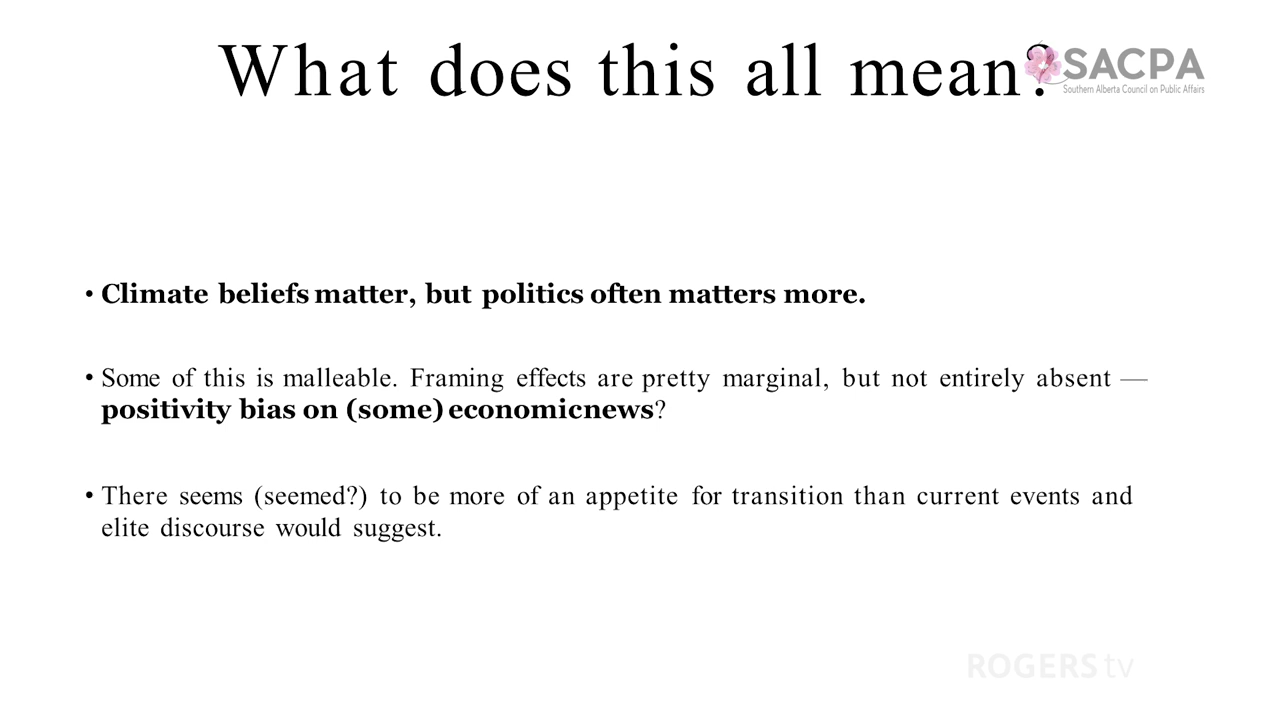 What does this all mean?
SACPA
Southern Alberta Council on Public Affairs
• Climate beliefs matter, but politics often matters more.
• Some of this is malleable. Framing effects are pretty marginal, but not entirely absent —
positivity bias on (some) economicnews?
• There seems (seemed?) to be more of an appetite for transition than current events and
elite discourse would suggest.
ROGERS tv